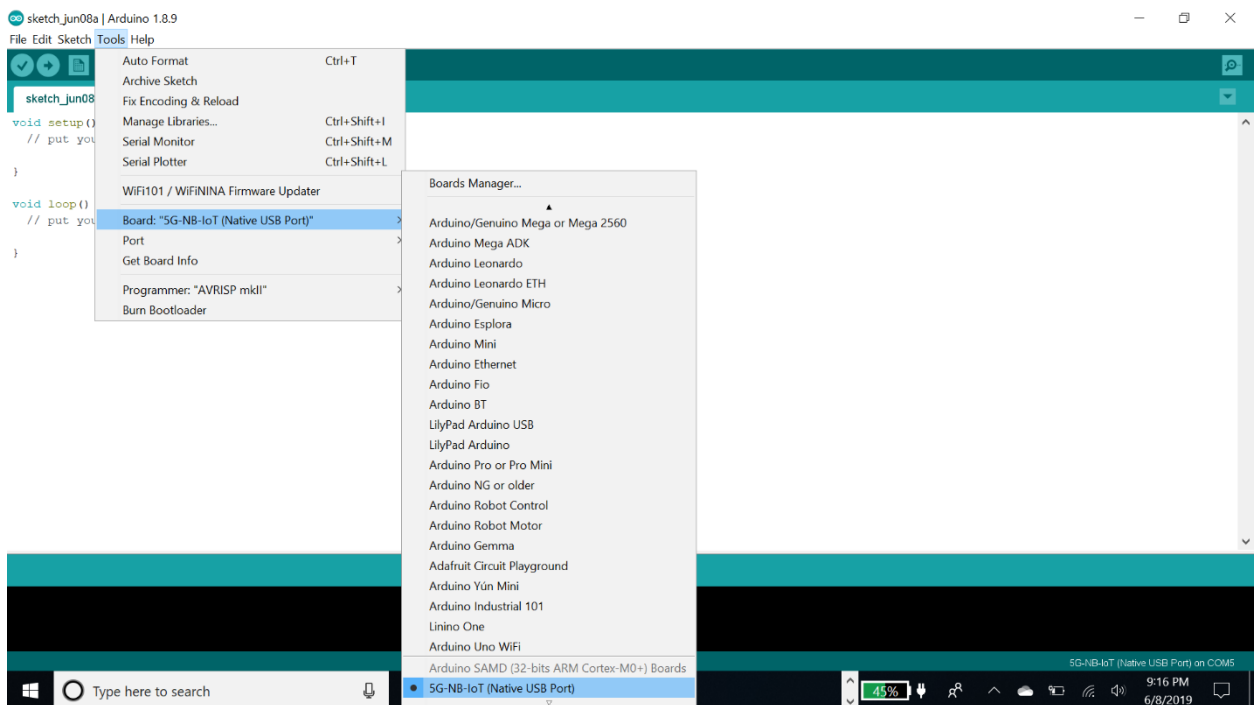 sketch_jun08a | Arduino 1.8.9
File Edit Sketch Tools Help
Auto Format Ctrl+T
Archive Sketch
Fix Encoding & Reload
Manage Libraries... Ctrl+Shift+I
Serial Monitor Ctrl+Shift+M
Serial Plotter Ctrl+Shift+L
WiFi101 / WiFiNINA Firmware Updater
Board: "5G-NB-IoT (Native USB Port)"
Port
Get Board Info
Programmer: "AVRISP mkII"
Burn Bootloader
sketch_jun08
void setup()
// put you
}
void loop()
// put you
}
Boards Manager...
Arduino/Genuino Mega or Mega 2560
Arduino Mega ADK
Arduino Leonardo
Arduino Leonardo ETH
Arduino/Genuino Micro
Arduino Esplora
Arduino Mini
Arduino Ethernet
Arduino Fio
Arduino BT
LilyPad Arduino USB
LilyPad Arduino
Arduino Pro or Pro Mini
Arduino NG or older
Arduino Robot Control
Arduino Robot Motor
Arduino Gemma
Adafruit Circuit Playground
Arduino Yún Mini
Arduino Industrial 101
Linino One
Arduino Uno WiFi
Arduino SAMD (32-bits ARM Cortex-M0+) Boards
5G-NB-IoT (Native USB Port)
5G-NB-IoT (Native USB Port) on COM5
Type here to search
45%
9:16 PM
6/8/2019